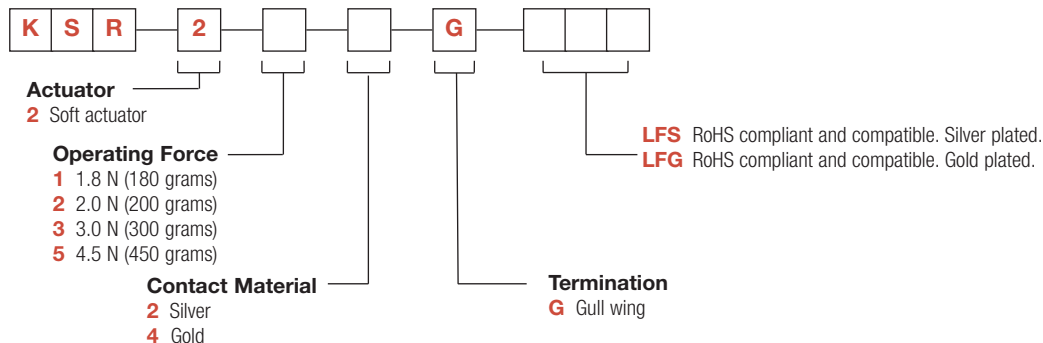 K S R 2 G
Actuator
2 Soft actuator
Operating Force
1 1.8 N (180 grams)
2 2.0 N (200 grams)
3 3.0 N (300 grams)
5 4.5 N (450 grams)
Contact Material
2 Silver
4 Gold
Termination
G Gull wing
LFS RoHS compliant and compatible. Silver plated.
LFG RoHS compliant and compatible. Gold plated.